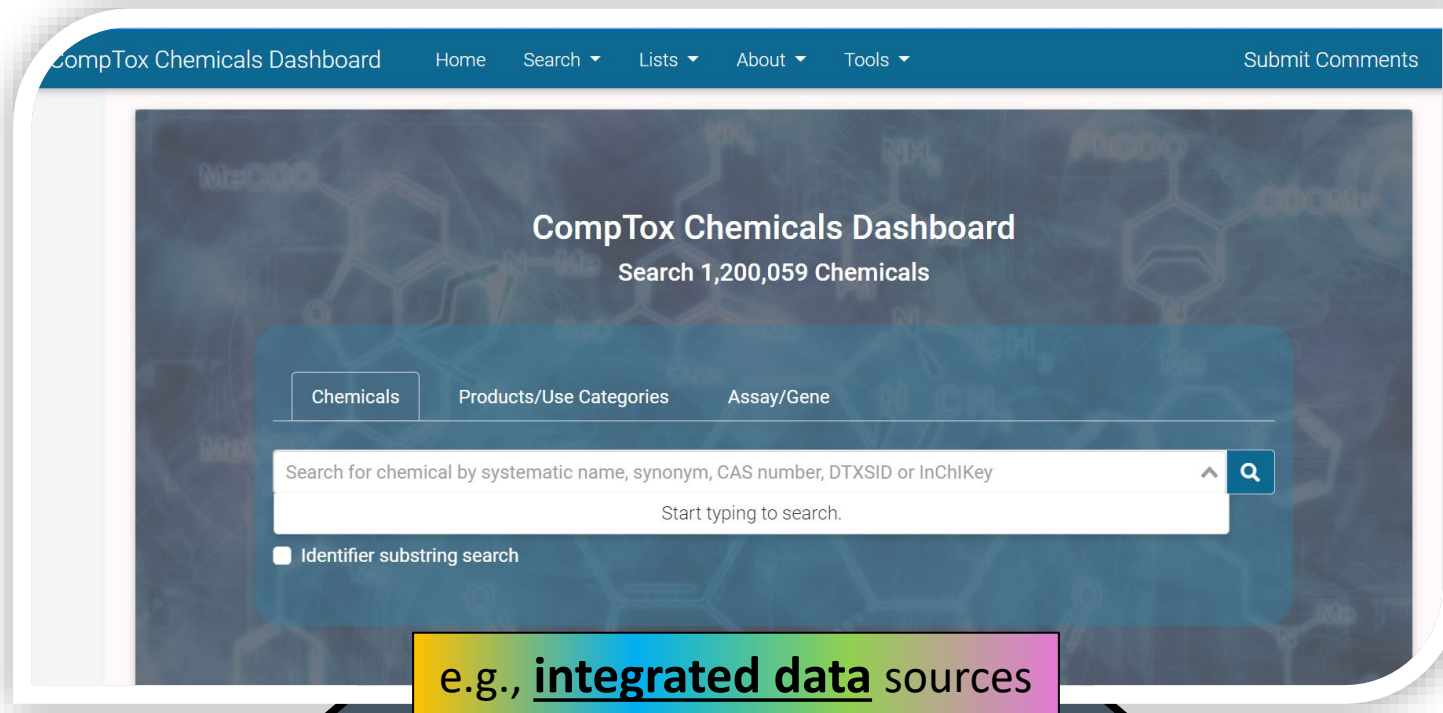 CompTox Chemicals Dashboard Home Search Lists About Tools Submit Comments
CompTox Chemicals Dashboard
Search 1,200,059 Chemicals
Chemicals Products/Use Categories Assay/Gene
Search for chemical by systematic name, synonym, CAS number, DTXSID or InChIKey
Start typing to search.
Identifier substring search
e.g., integrated data sources